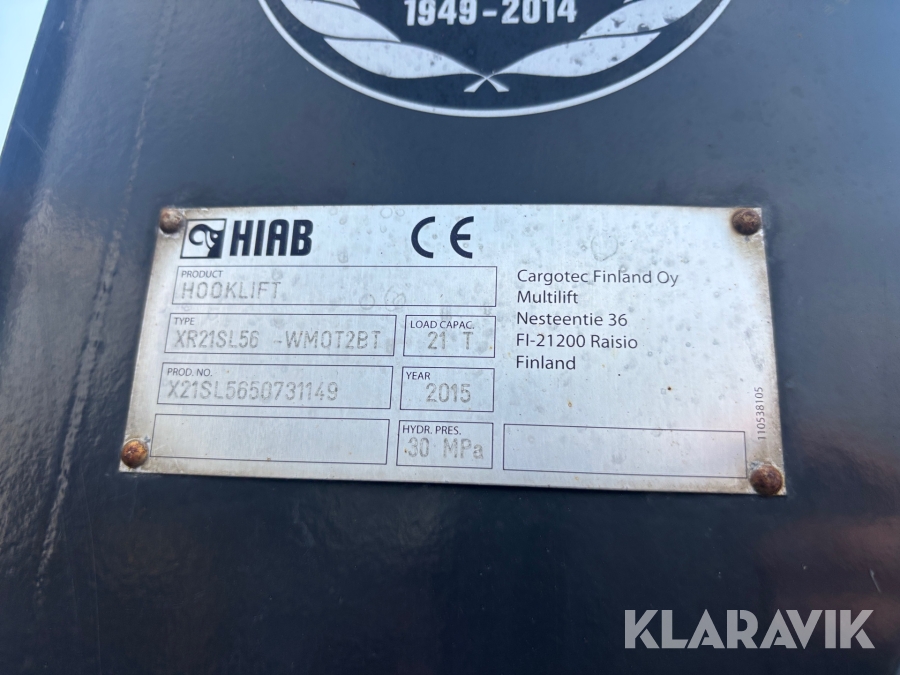 1949-2014
HIAB CE
PRODUCT
HOOKLIFT
TYPE
XR21SL56 -WM0T2BT
LOAD CAPAC.
21 T
PROD. NO.
X21SL5650731149
YEAR
2015
HYDR. PRES.
30 MPa
Cargotec Finland Oy
Multilift
Nesteentie 36
FI-21200 Raisio
Finland
110538105
KLARAVIK